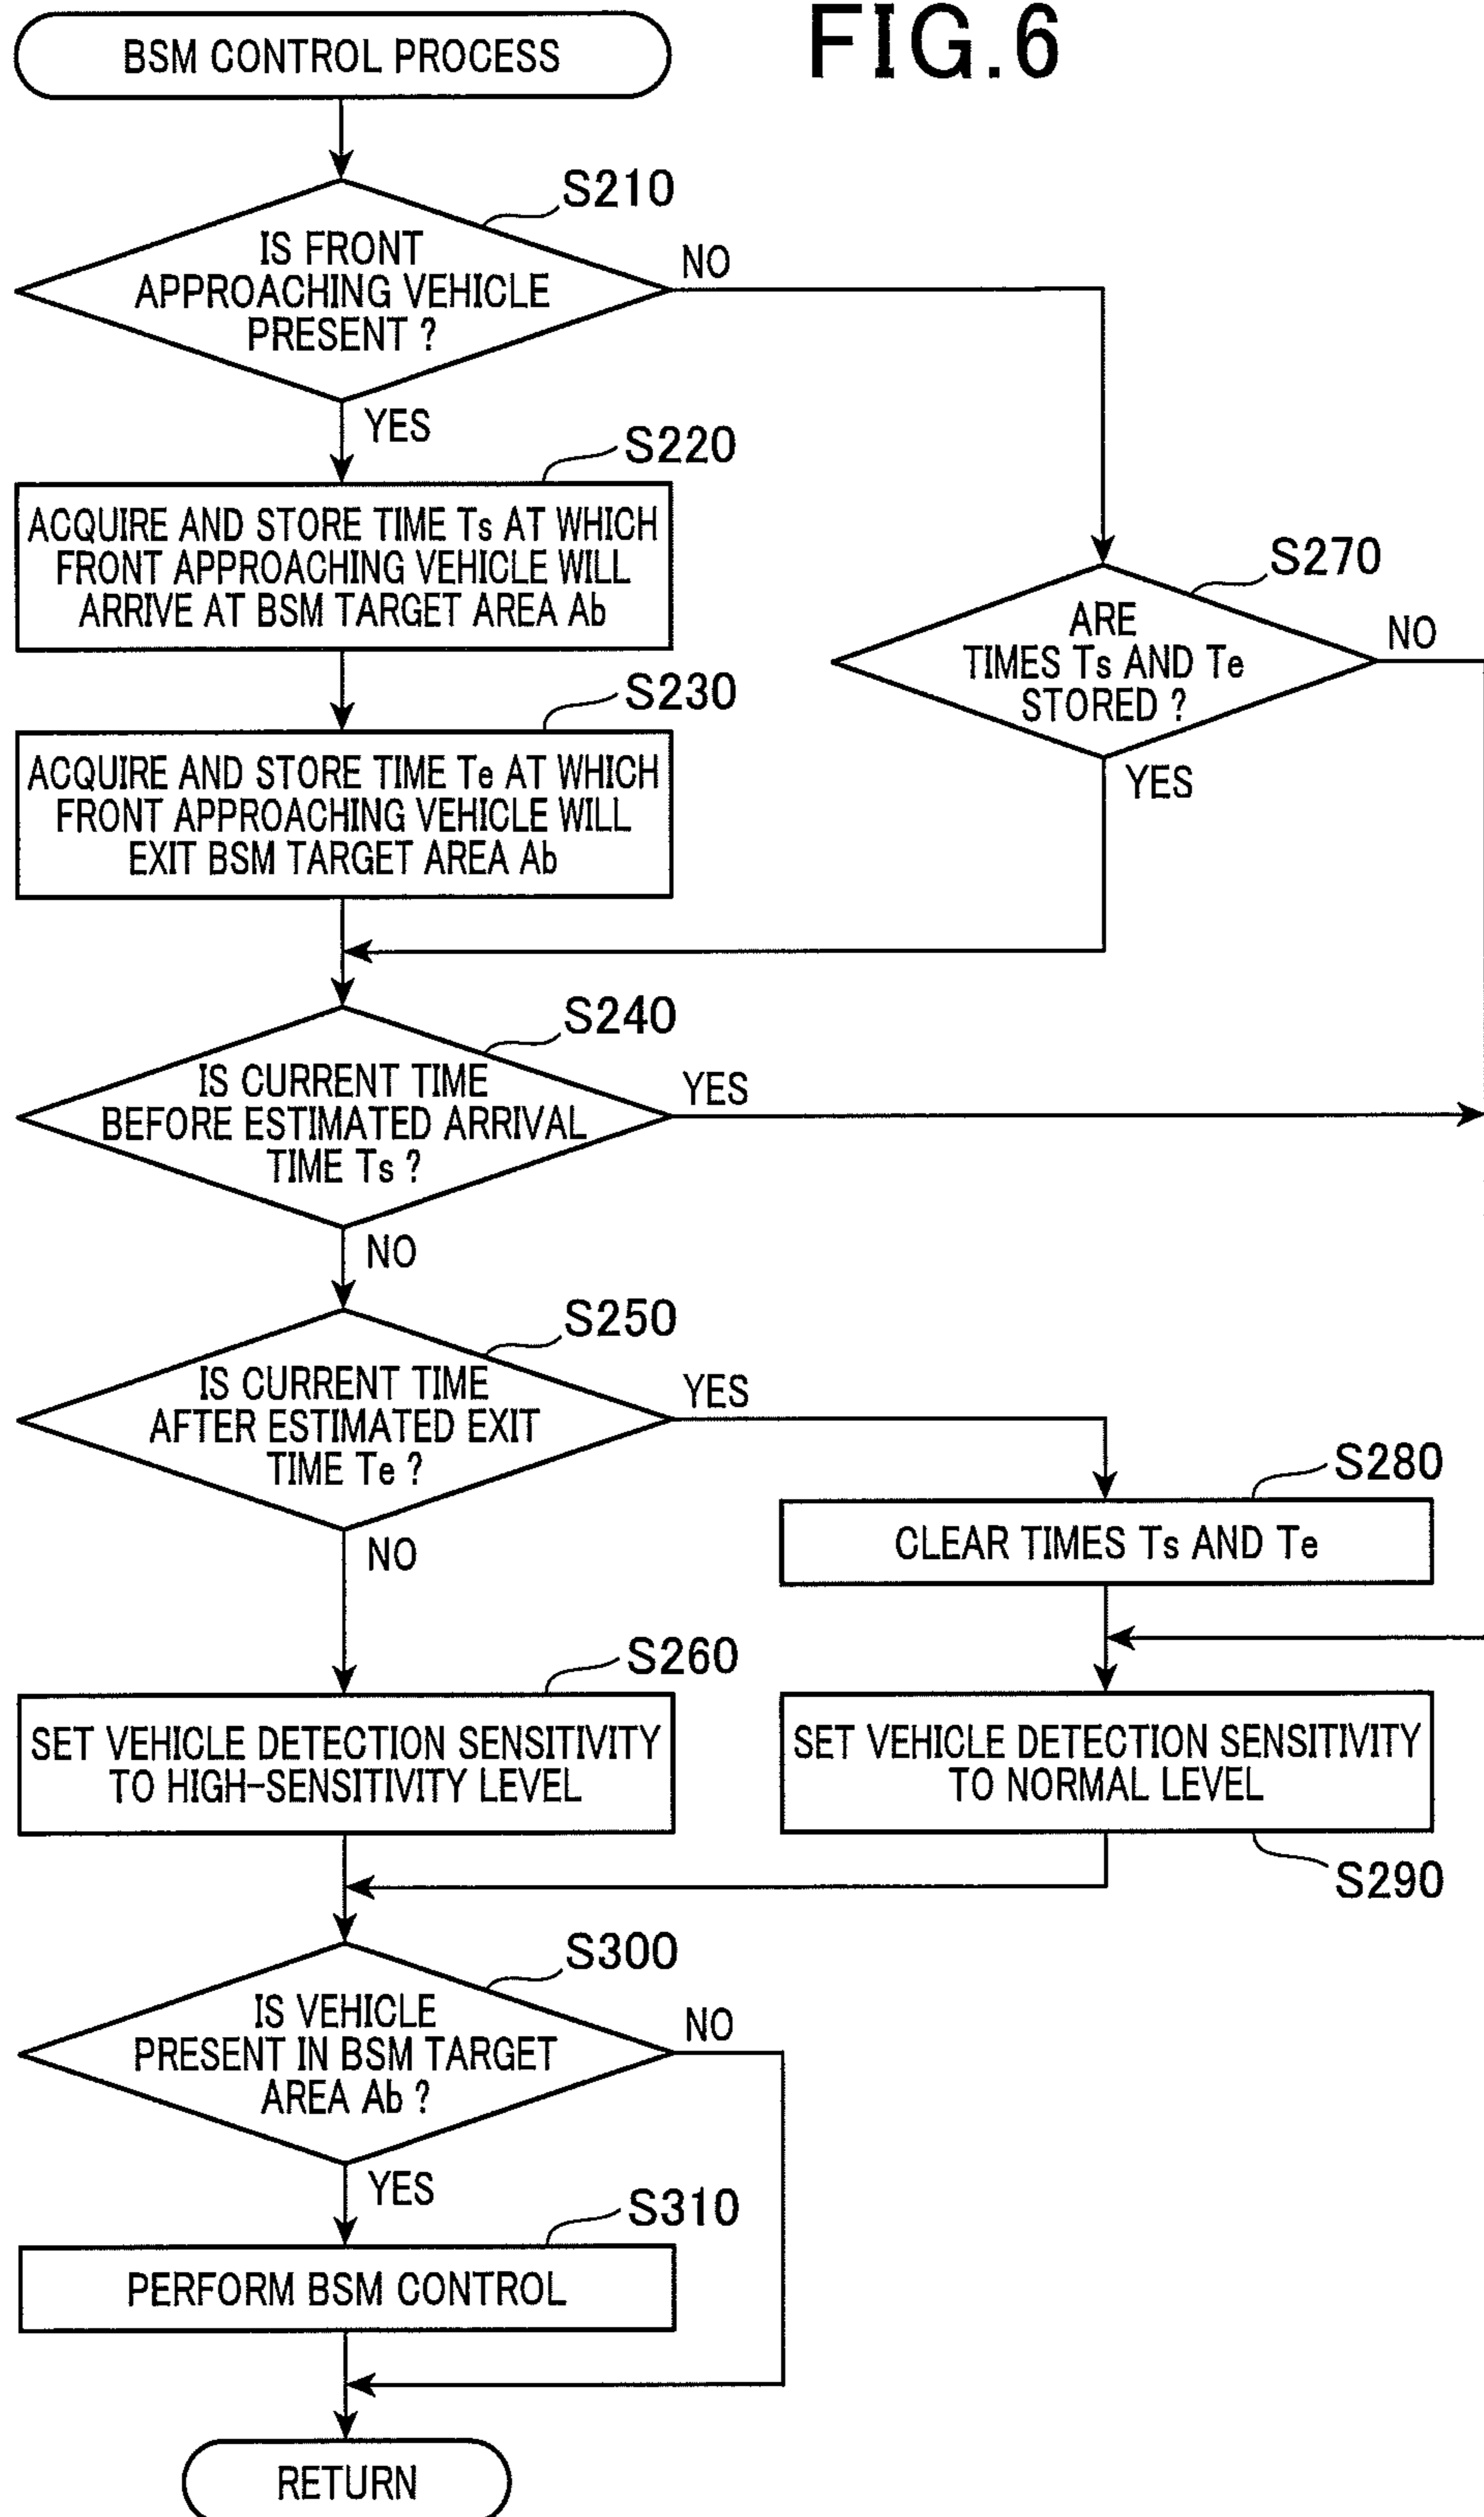 FIG.6
BSM CONTROL PROCESS
S210
IS FRONT
APPROACHING VEHICLE
PRESENT ?
NO
YES
S220
ACQUIRE AND STORE TIME Ts AT WHICH
FRONT APPROACHING VEHICLE WILL
ARRIVE AT BSM TARGET AREA Ab
S270
ARE
TIMES Ts AND Te
STORED ?
NO
YES
S230
ACQUIRE AND STORE TIME Te AT WHICH
FRONT APPROACHING VEHICLE WILL
EXIT BSM TARGET AREA Ab
S240
IS CURRENT TIME
BEFORE ESTIMATED ARRIVAL
TIME Ts ?
YES
NO
S250
IS CURRENT TIME
AFTER ESTIMATED EXIT
TIME Te ?
YES
NO
S280
CLEAR TIMES Ts AND Te
S260
SET VEHICLE DETECTION SENSITIVITY
TO HIGH-SENSITIVITY LEVEL
SET VEHICLE DETECTION SENSITIVITY
TO NORMAL LEVEL
S290
S300
IS VEHICLE
PRESENT IN BSM TARGET
AREA Ab ?
NO
YES
S310
PERFORM BSM CONTROL
RETURN